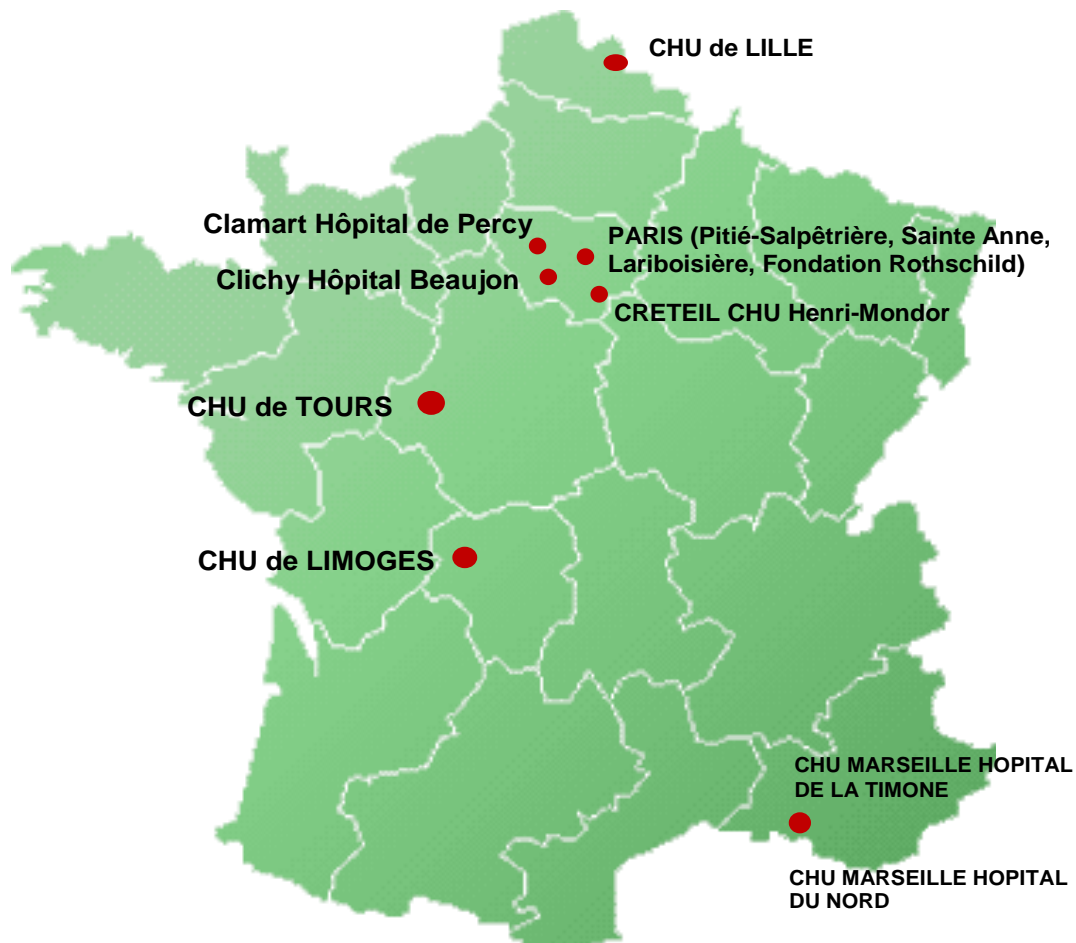 CHU de LILLE
Clamart Hôpital de Percy
PARIS (Pitié-Salpêtrière, Sainte Anne,
Lariboisière, Fondation Rothschild)
Clichy Hôpital Beaujon
CRETEIL CHU Henri-Mondor
CHU de TOURS
CHU de LIMOGES
CHU MARSEILLE HOPITAL
DE LA TIMONE
CHU MARSEILLE HOPITAL
DU NORD